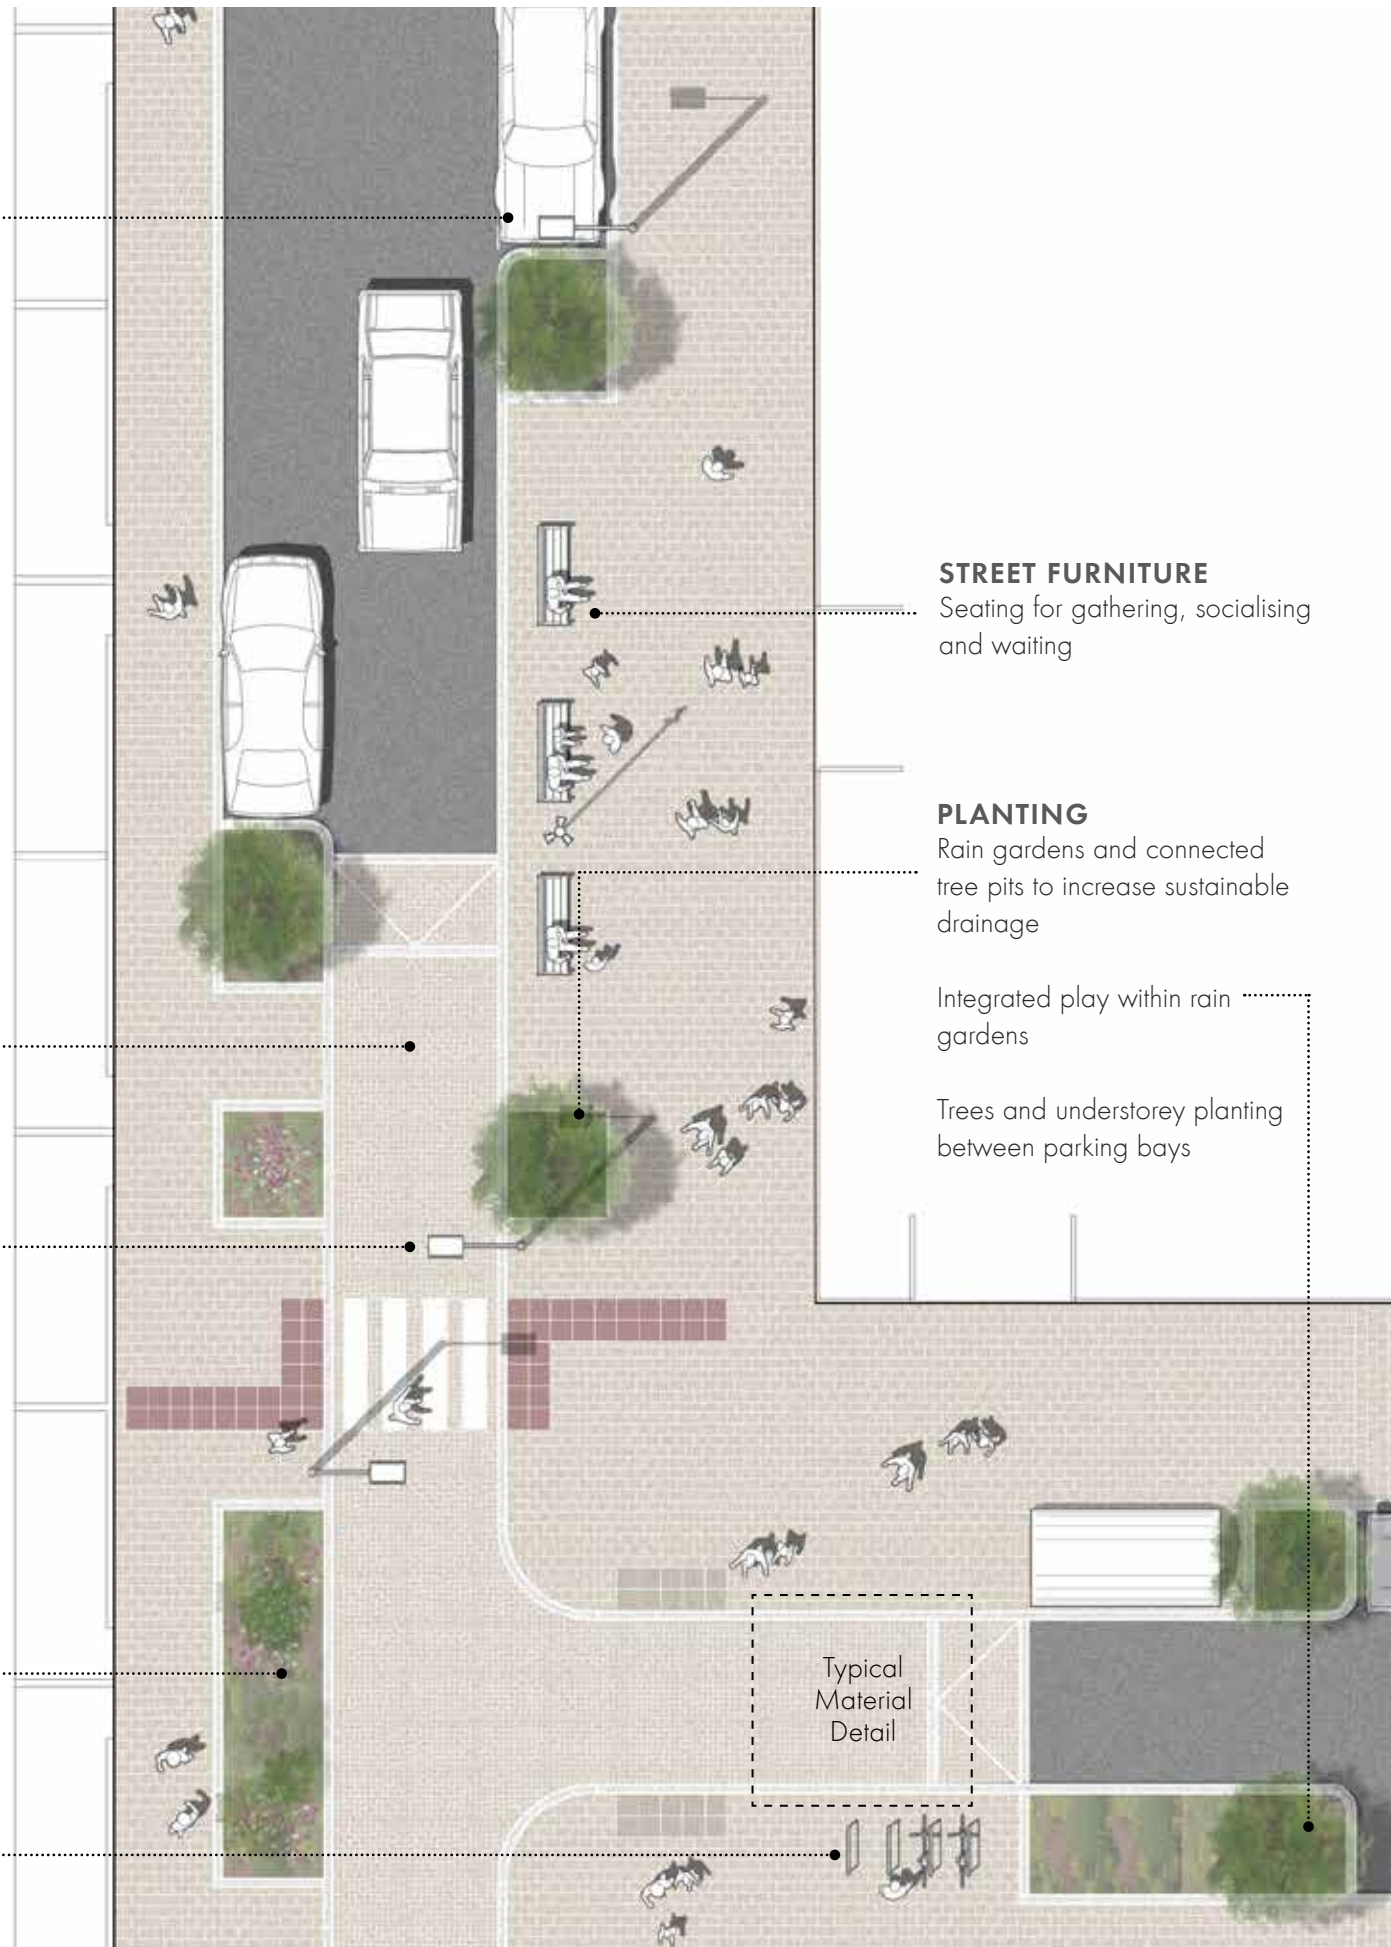 STREET FURNITURE
Seating for gathering, socialising
and waiting
PLANTING
Rain gardens and connected
tree pits to increase sustainable
drainage
Integrated play within rain
gardens
Trees and understorey planting
between parking bays
Typical
Material
Detail